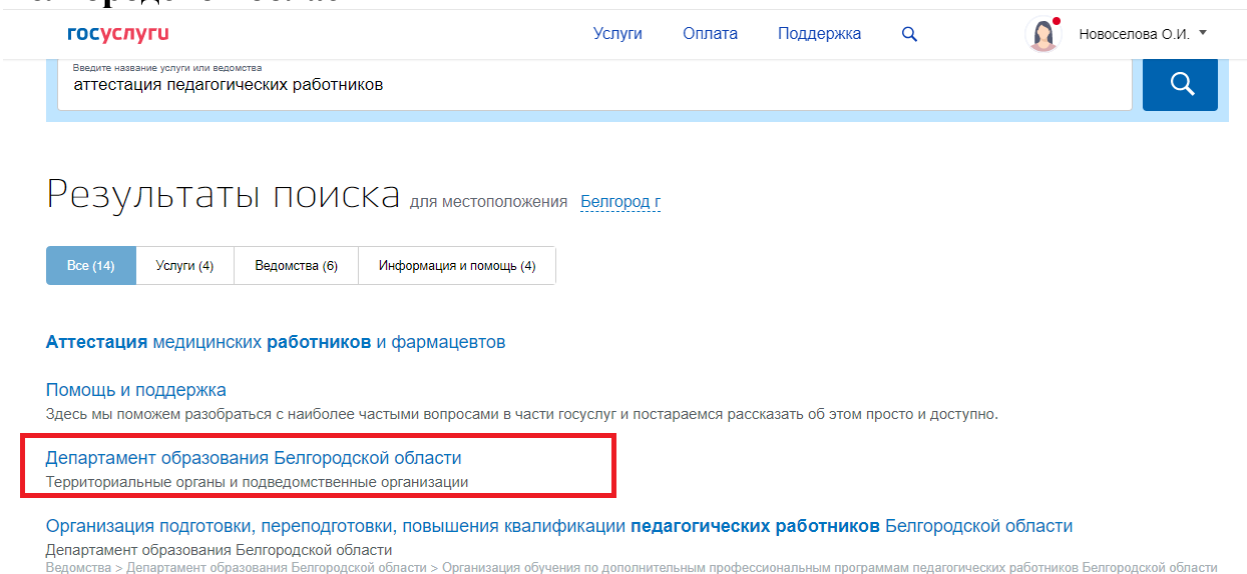 госуслуги Услуги Оплата Поддержка Новоселова О.И.
Введите название услуги или ведомства
аттестация педагогических работников
Результаты поиска для местоположения Белгород г
Все (14) Услуги (4) Ведомства (6) Информация и помощь (4)
Аттестация медицинских работников и фармацевтов
Помощь и поддержка
Здесь мы поможем разобраться с наиболее частыми вопросами в части госуслуг и постараемся рассказать об этом просто и доступно.
Департамент образования Белгородской области
Территориальные органы и подведомственные организации
Организация подготовки, переподготовки, повышения квалификации педагогических работников Белгородской области
Департамент образования Белгородской области
Ведомства > Департамент образования Белгородской области > Организация обучения по дополнительным профессиональным программам педагогических работников Белгородской области